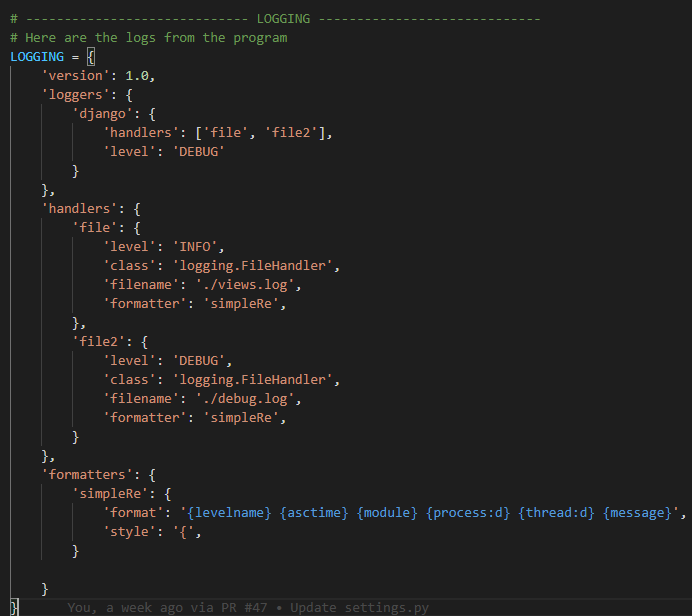 # ----------------------------- LOGGING -----------------------------
# Here are the logs from the program
LOGGING = {
    'version': 1.0,
    'loggers': {
        'django': {
            'handlers': ['file', 'file2'],
            'level': 'DEBUG'
        }
    },
    'handlers': {
        'file': {
            'level': 'INFO',
            'class': 'logging.FileHandler',
            'filename': './views.log',
            'formatter': 'simpleRe',
        },
        'file2': {
            'level': 'DEBUG',
            'class': 'logging.FileHandler',
            'filename': './debug.log',
            'formatter': 'simpleRe',
        }
    },
    'formatters': {
        'simpleRe': {
            'format': '{levelname} {asctime} {module} {process:d} {thread:d} {message}',
            'style': '{',
        }

    }
}      You, a week ago via PR #47 • Update settings.py